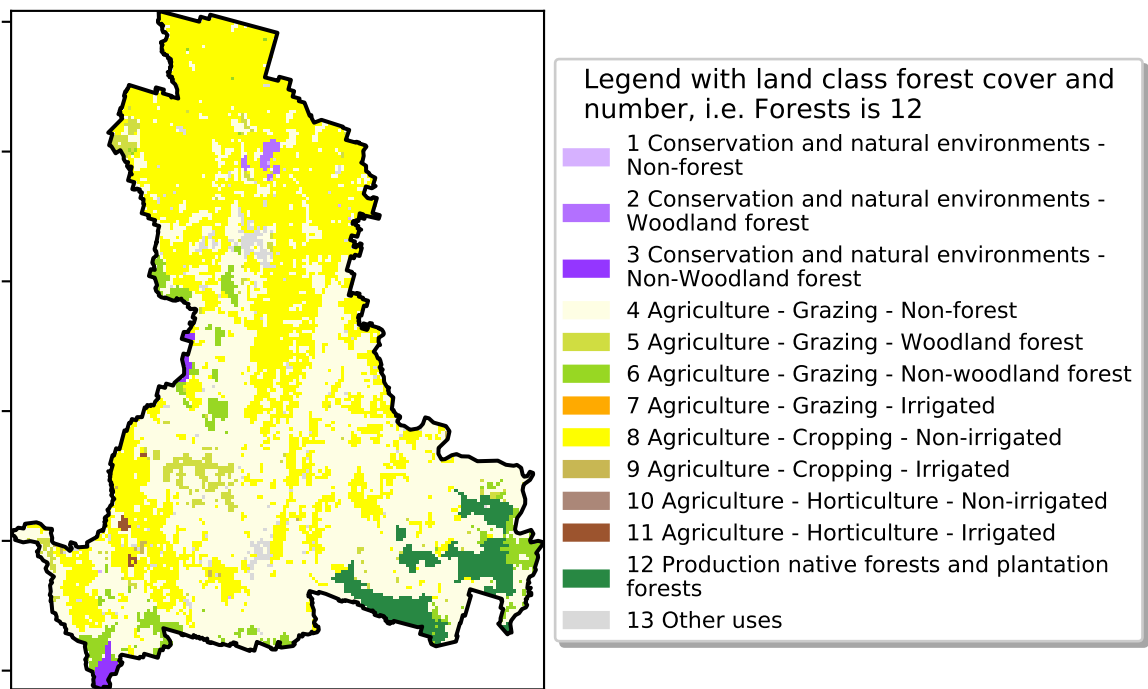 Legend with land class forest cover and
number, i.e. Forests is 12
1 Conservation and natural environments -
Non-forest
2 Conservation and natural environments -
Woodland forest
3 Conservation and natural environments -
Non-Woodland forest
4 Agriculture - Grazing - Non-forest
5 Agriculture - Grazing - Woodland forest
6 Agriculture - Grazing - Non-woodland forest
7 Agriculture - Grazing - Irrigated
8 Agriculture - Cropping - Non-irrigated
9 Agriculture - Cropping - Irrigated
10 Agriculture - Horticulture - Non-irrigated
11 Agriculture - Horticulture - Irrigated
12 Production native forests and plantation
forests
13 Other uses